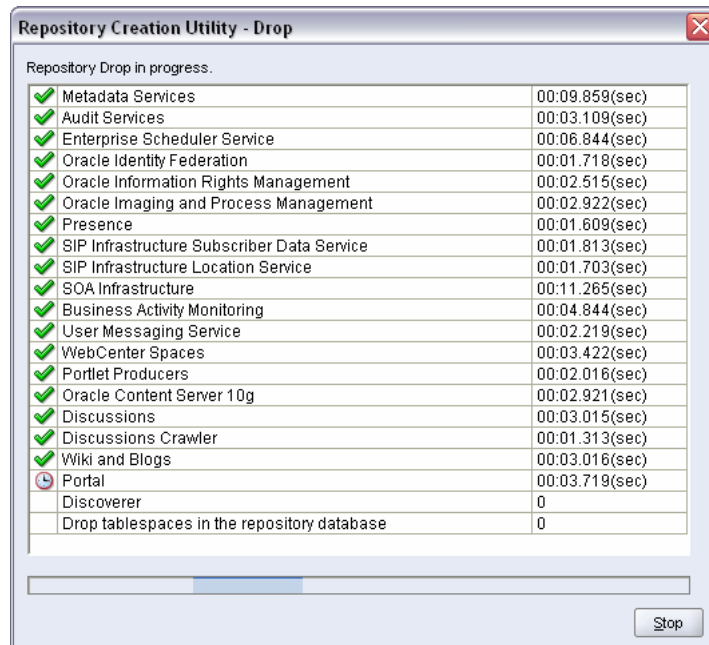 Repository Creation Utility - Drop
Repository Drop in progress.
Metadata Services 00:09.859(sec)
Audit Services 00:03.109(sec)
Enterprise Scheduler Service 00:06.844(sec)
Oracle Identity Federation 00:01.718(sec)
Oracle Information Rights Management 00:02.515(sec)
Oracle Imaging and Process Management 00:02.922(sec)
Presence 00:01.609(sec)
SIP Infrastructure Subscriber Data Service 00:01.813(sec)
SIP Infrastructure Location Service 00:01.703(sec)
SOA Infrastructure 00:11.265(sec)
Business Activity Monitoring 00:04.844(sec)
User Messaging Service 00:02.219(sec)
WebCenter Spaces 00:03.422(sec)
Portlet Producers 00:02.016(sec)
Oracle Content Server 10g 00:02.921(sec)
Discussions 00:03.015(sec)
Discussions Crawler 00:01.313(sec)
Wiki and Blogs 00:03.016(sec)
Portal 00:03.719(sec)
Discoverer 0
Drop tablespaces in the repository database 0
Stop